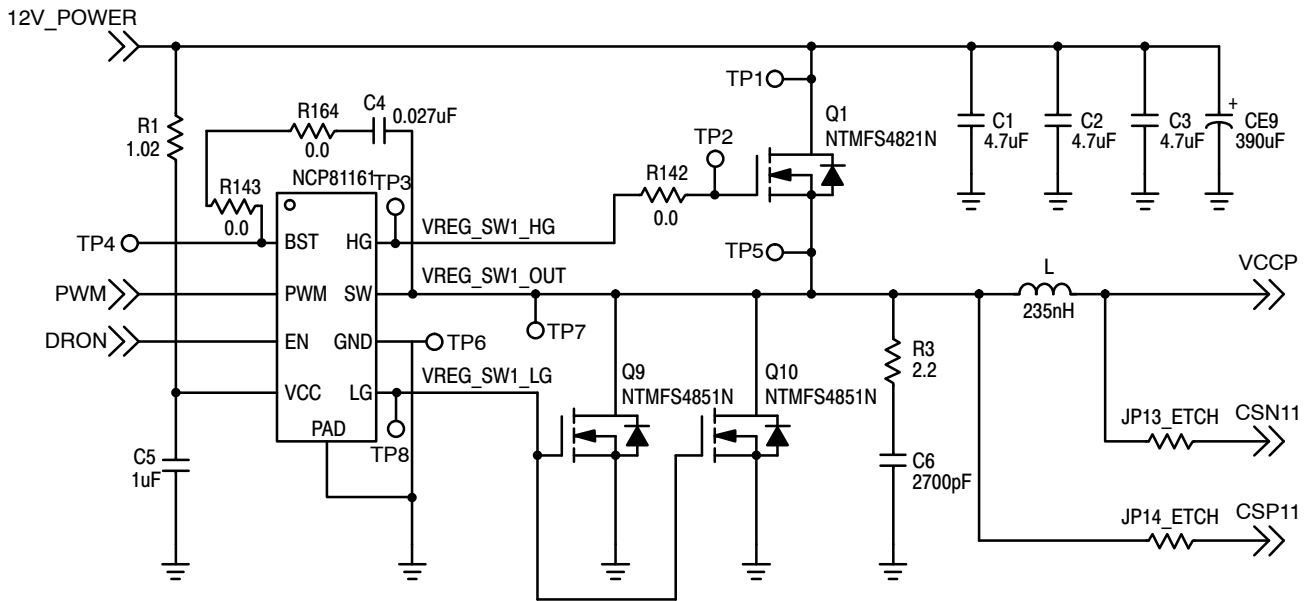 12V_POWER
TP1
R1
1.02
R164
0.0
C4
0.027uF
Q1
NTMFS4821N
C1
4.7uF
C2
4.7uF
C3
4.7uF
+
CE9
390uF
R143
0.0
NCP81161
TP3
TP2
R142
0.0
TP4
BST
HG
VREG_SW1_HG
TP5
PWM
PWM
SW
VREG_SW1_OUT
TP7
L
235nH
VCCP
DRON
EN
GND
TP6
VCC
LG
VREG_SW1_LG
TP8
PAD
Q9
NTMFS4851N
Q10
NTMFS4851N
R3
2.2
C5
1uF
C6
2700pF
JP13_ETCH
CSN11
JP14_ETCH
CSP11